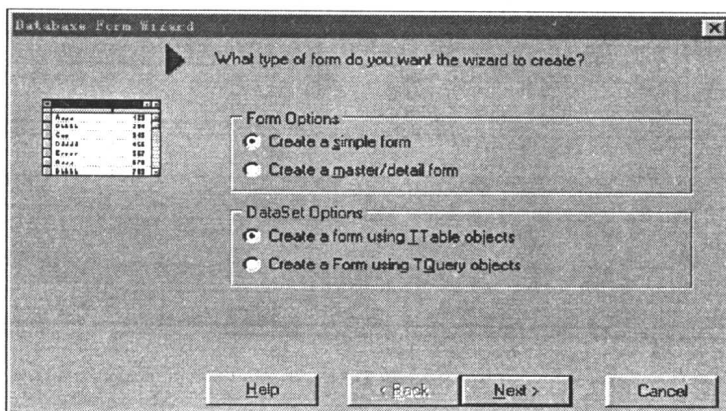 Database Form Wizard
What type of form do you want the wizard to create?
Form Options
Create a simple form
Create a master/detail form
DataSet Options
Create a form using TTable objects
Create a Form using TQuery objects
Help
< Back
Next >
Cancel